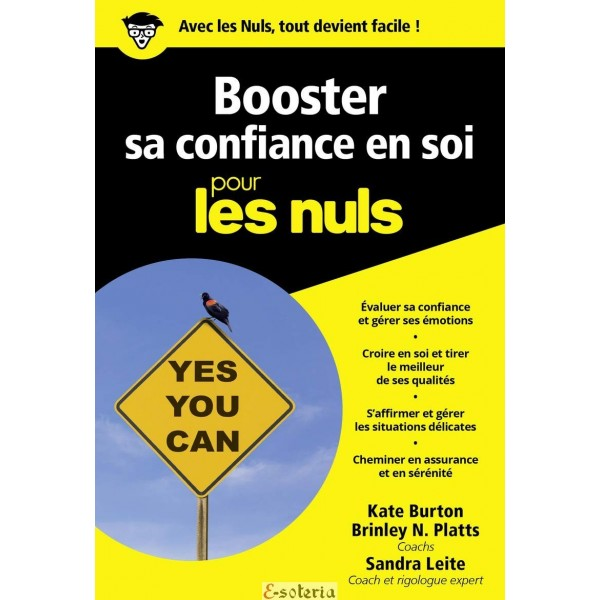 Avec les Nuls, tout devient facile !
Booster
sa confiance en soi
pour
les nuls
YES
YOU
CAN
Évaluer sa confiance
et gérer ses émotions
•
Croire en soi et tirer
le meilleur
de ses qualités
•
S'affirmer et gérer
les situations délicates
•
Cheminer en assurance
et en sérénité
Kate Burton
Brinley N. Platts
Coachs
Sandra Leite
Coach et rigologue expert
E-soteria